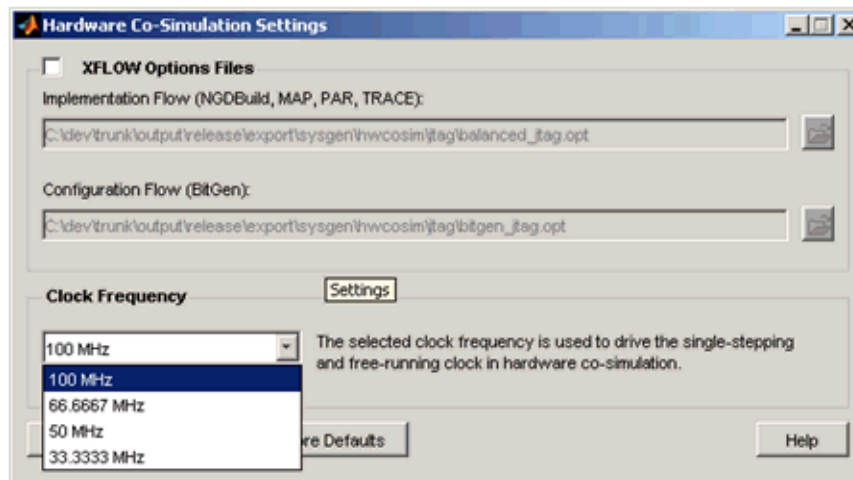 Hardware Co-Simulation Settings
XFLOW Options Files
Implementation Flow (NGDBuild, MAP, PAR, TRACE):
C:\dev\trunk\output\release\export\sysgen\hwcosim\jtag\balanced_jtag.opt
Configuration Flow (BitGen):
C:\dev\trunk\output\release\export\sysgen\hwcosim\jtag\bitgen_jtag.opt
Settings
Clock Frequency
100 MHz
The selected clock frequency is used to drive the single-stepping
and free-running clock in hardware co-simulation.
100 MHz
66.6667 MHz
50 MHz
33.3333 MHz
Defaults
Help